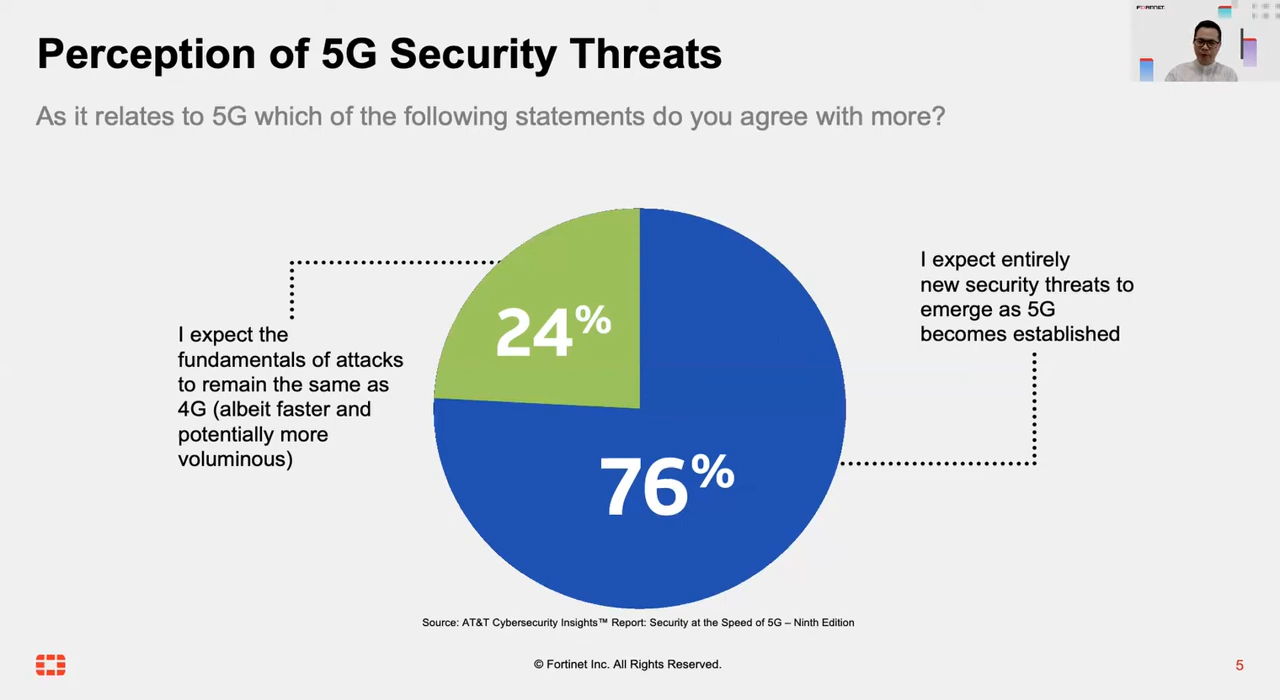 Perception of 5G Security Threats
FORTINET
As it relates to 5G which of the following statements do you agree with more?
I expect entirely
new security threats to
emerge as 5G
becomes established
24%
I expect the
fundamentals of attacks
to remain the same as
4G (albeit faster and
potentially more
voluminous)
76%
Source: AT&T Cybersecurity Insights™ Report: Security at the Speed of 5G – Ninth Edition
© Fortinet Inc. All Rights Reserved.
5